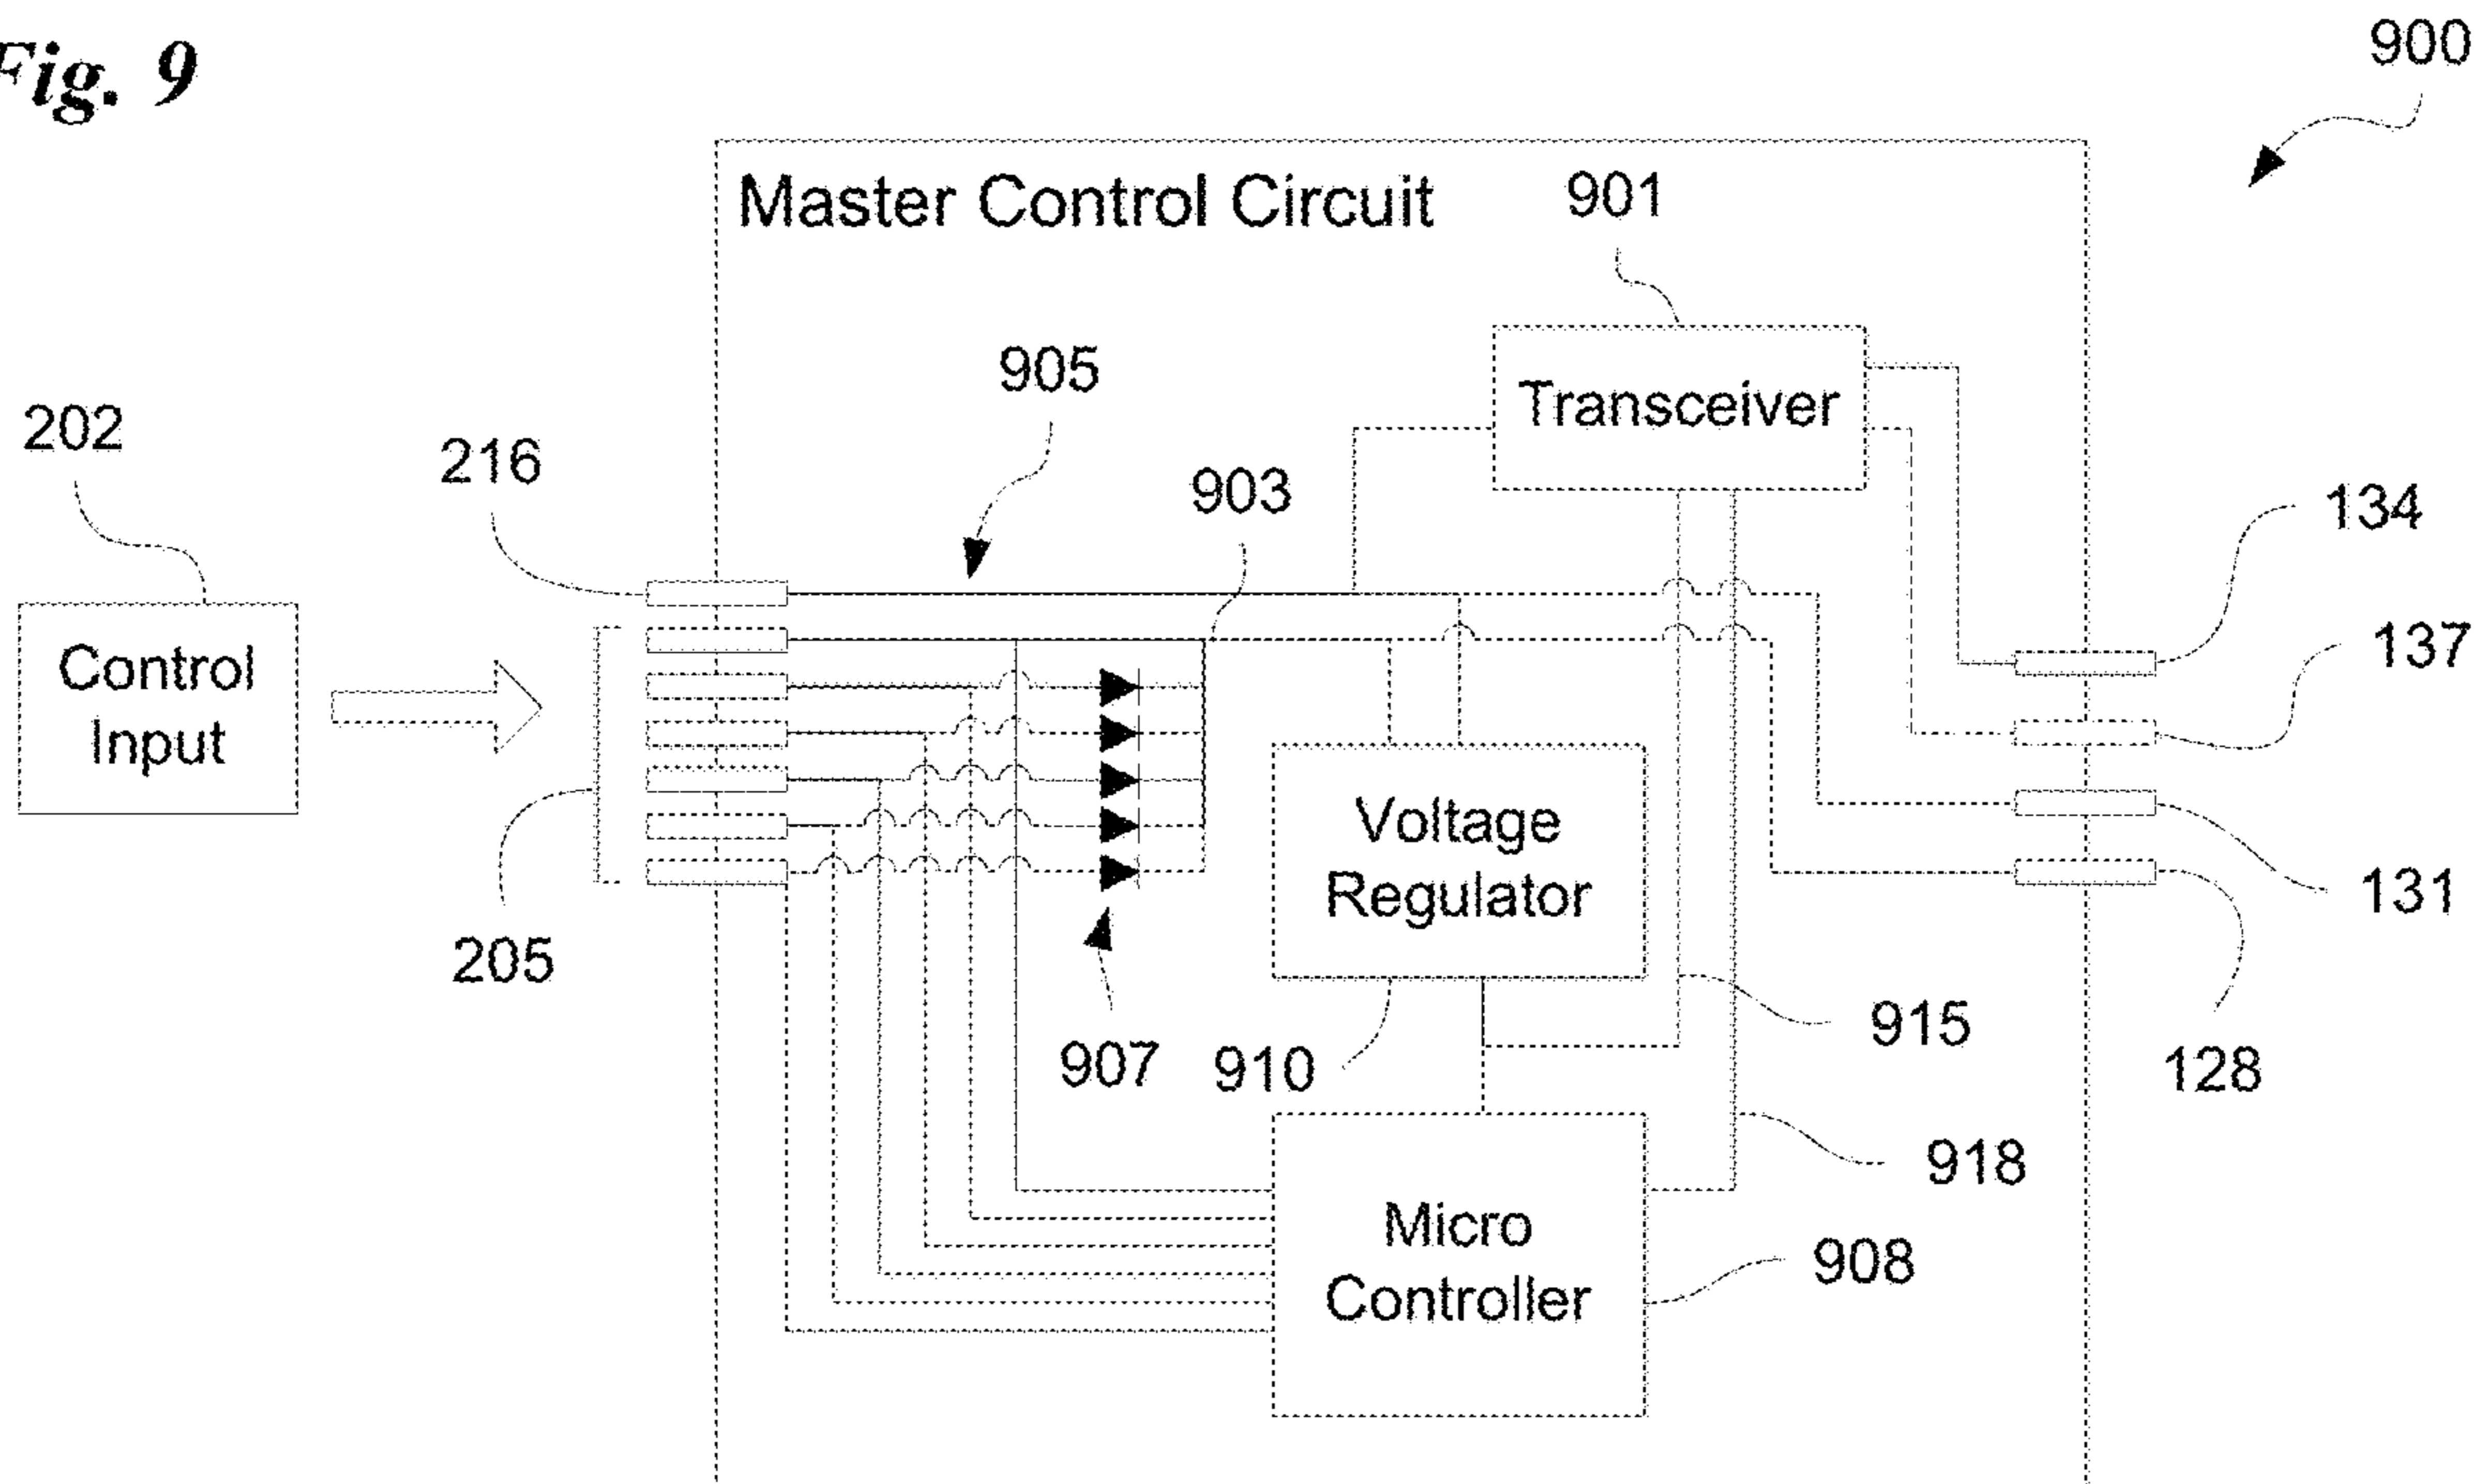 Fig. 9
900
Master Control Circuit
901
905
Transceiver
202
216
903
134
Control
Input
137
Voltage
Regulator
131
205
907
910
915
128
918
Micro
Controller
908